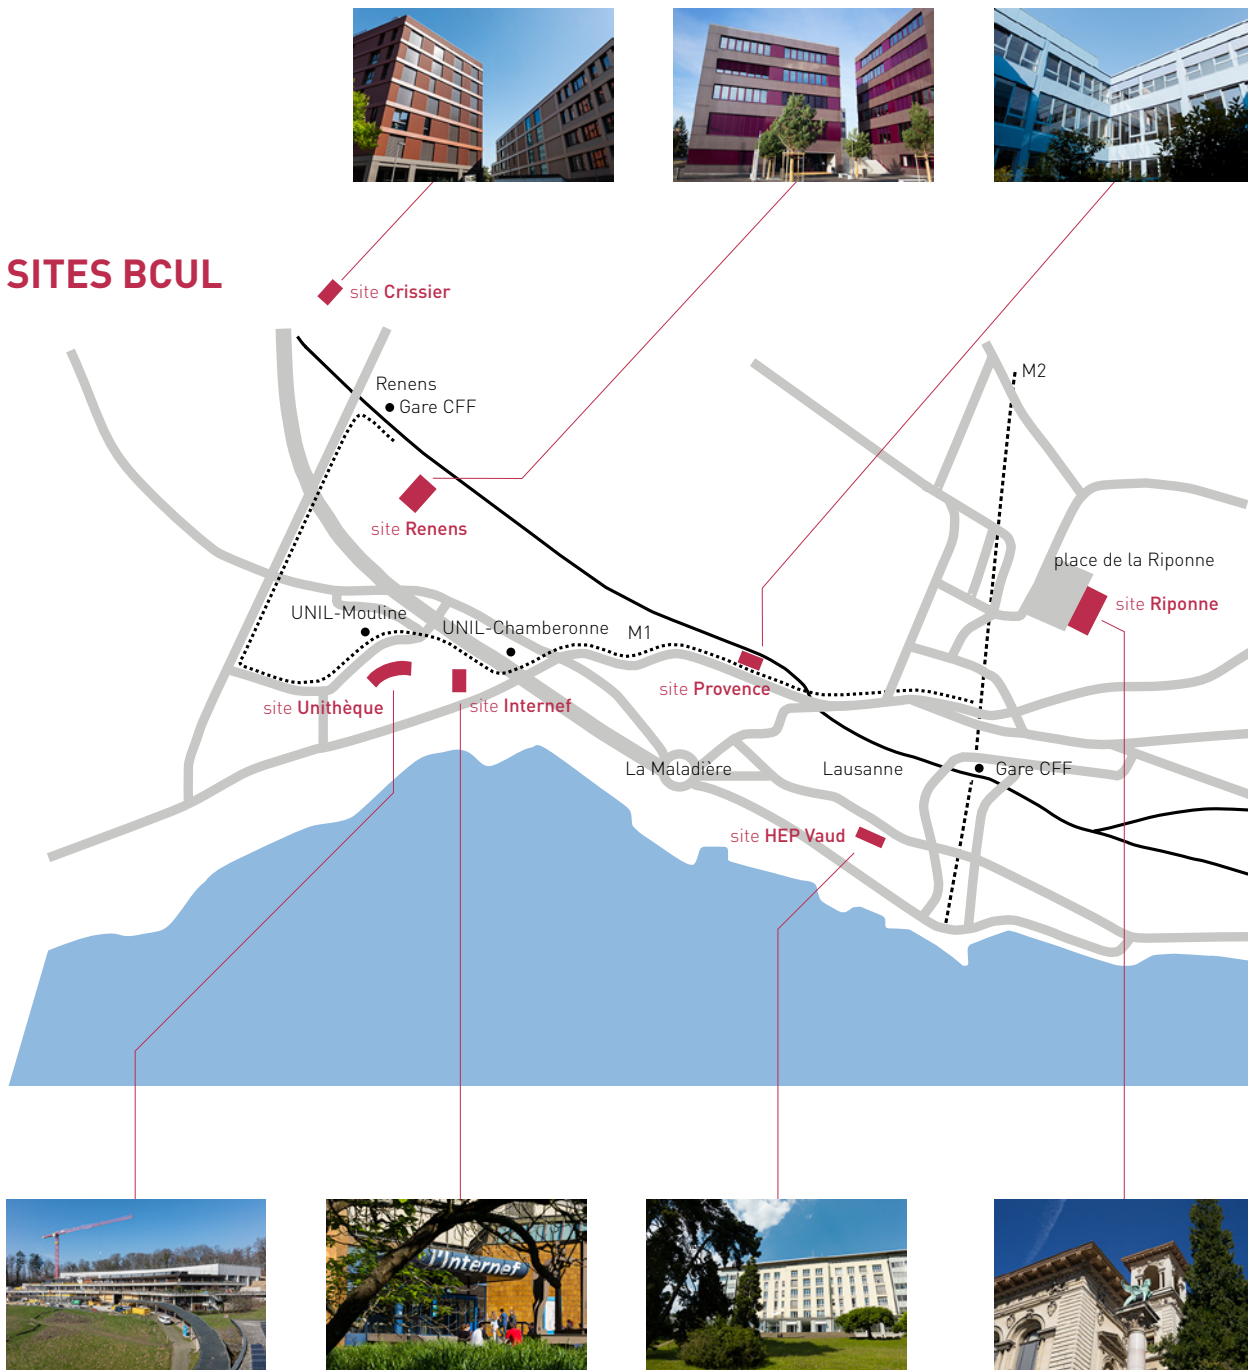 SITES BCUL
site Crissier
Renens
Gare CFF
M2
site Renens
place de la Riponne
site Riponne
UNIL-Mouline
UNIL-Chamberonne
M1
site Provence
site Unithèque
site Internef
La Maladière
Lausanne
Gare CFF
site HEP Vaud
l'Internef